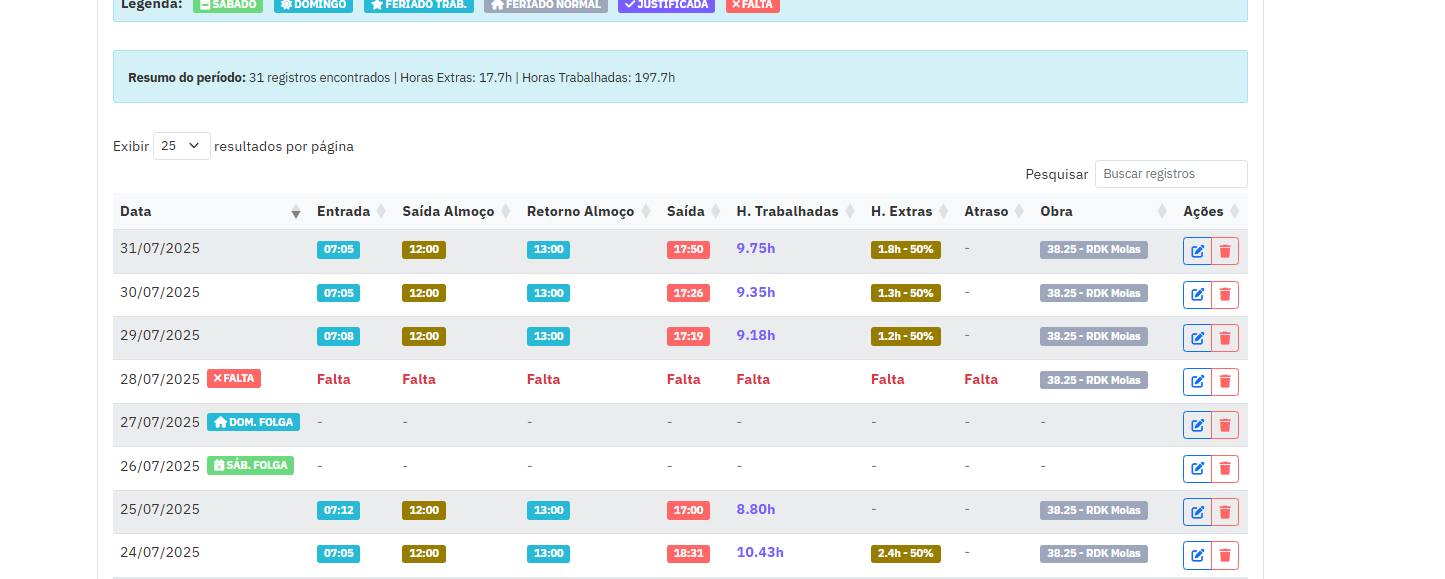 Legenda: SÁBADO DOMINGO FERIADO TRAB. FERIADO NORMAL JUSTIFICADA FALTA
Resumo do período: 31 registros encontrados | Horas Extras: 17.7h | Horas Trabalhadas: 197.7h
Exibir 25 resultados por página
Pesquisar Buscar registros
Data Entrada Saída Almoço Retorno Almoço Saída H. Trabalhadas H. Extras Atraso Obra Ações
31/07/2025 07:05 12:00 13:00 17:50 9.75h 1.8h - 50% - 38.25 - RDK Molas
30/07/2025 07:05 12:00 13:00 17:26 9.35h 1.3h - 50% - 38.25 - RDK Molas
29/07/2025 07:08 12:00 13:00 17:19 9.18h 1.2h - 50% - 38.25 - RDK Molas
28/07/2025 FALTA Falta Falta Falta Falta Falta Falta Falta 38.25 - RDK Molas
27/07/2025 DOM. FOLGA - - - - - - - -
26/07/2025 SÁB. FOLGA - - - - - - - -
25/07/2025 07:12 12:00 13:00 17:00 8.80h - - 38.25 - RDK Molas
24/07/2025 07:05 12:00 13:00 18:31 10.43h 2.4h - 50% - 38.25 - RDK Molas